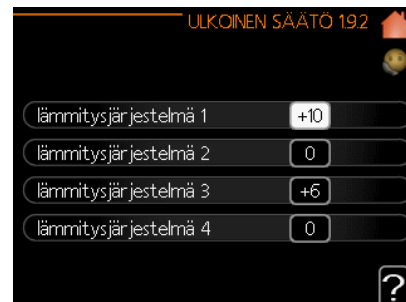 ULKOINEN SÄÄTÖ 1.9.2
lämmitysjärjestelmä 1 +10
lämmitysjärjestelmä 2 0
lämmitysjärjestelmä 3 +6
lämmitysjärjestelmä 4 0
?